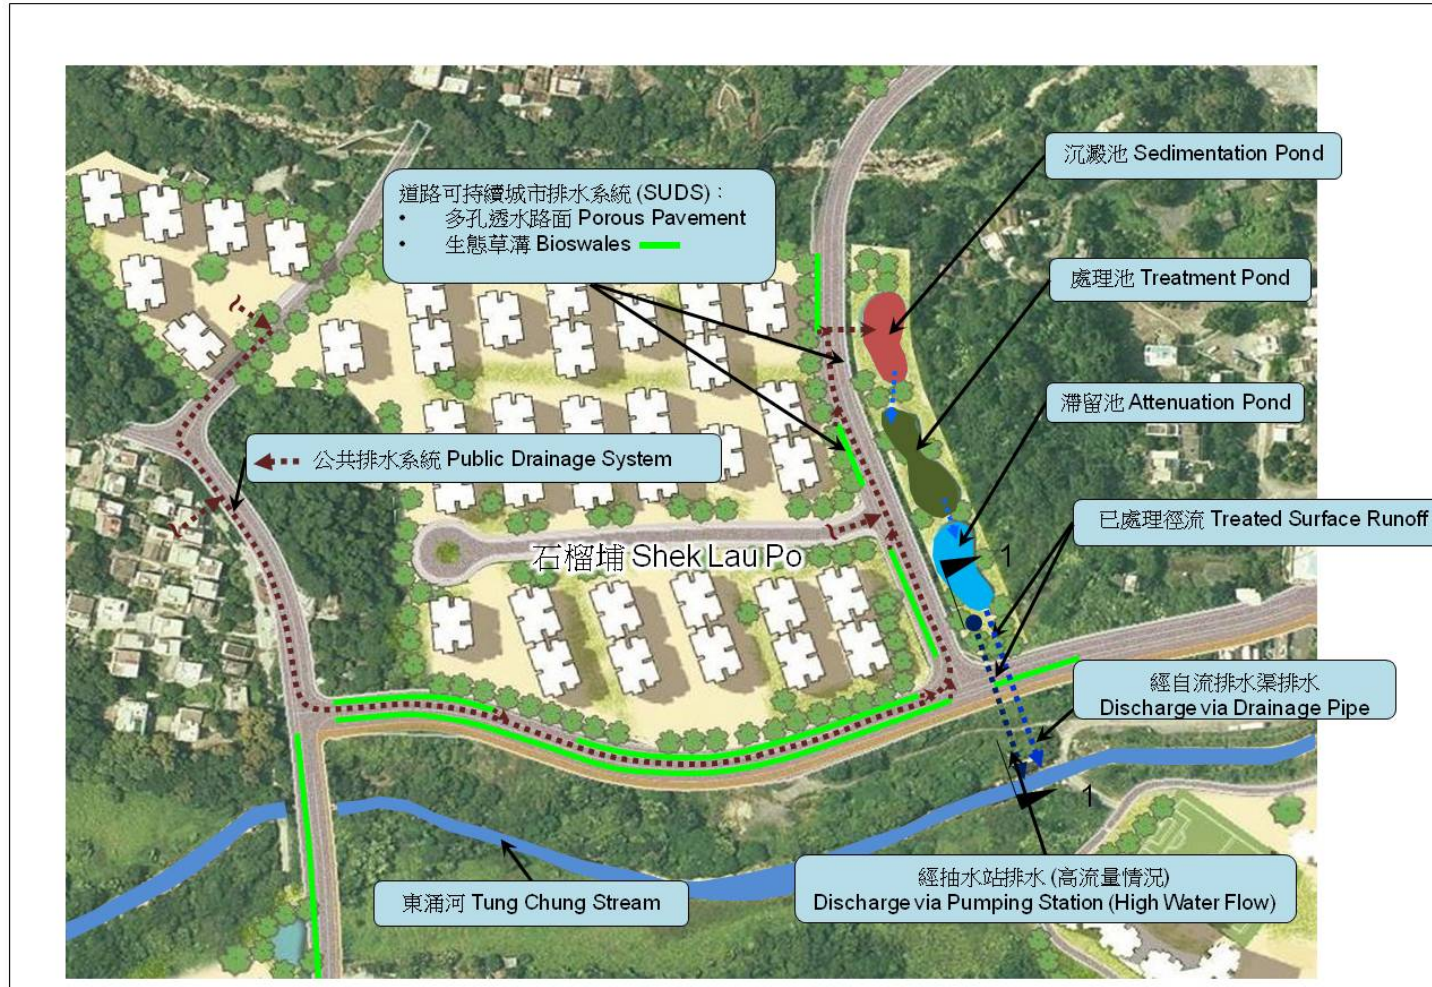 沉澱池 Sedimentation Pond
道路可持續城市排水系統 (SUDS)：
• 多孔透水路面 Porous Pavement
• 生態草溝 Bioswales
處理池 Treatment Pond
滯留池 Attenuation Pond
公共排水系統 Public Drainage System
已處理徑流 Treated Surface Runoff
石榴埔 Shek Lau Po
1
經自流排水渠排水
Discharge via Drainage Pipe
1
經抽水站排水 (高流量情況)
Discharge via Pumping Station (High Water Flow)
東涌河 Tung Chung Stream